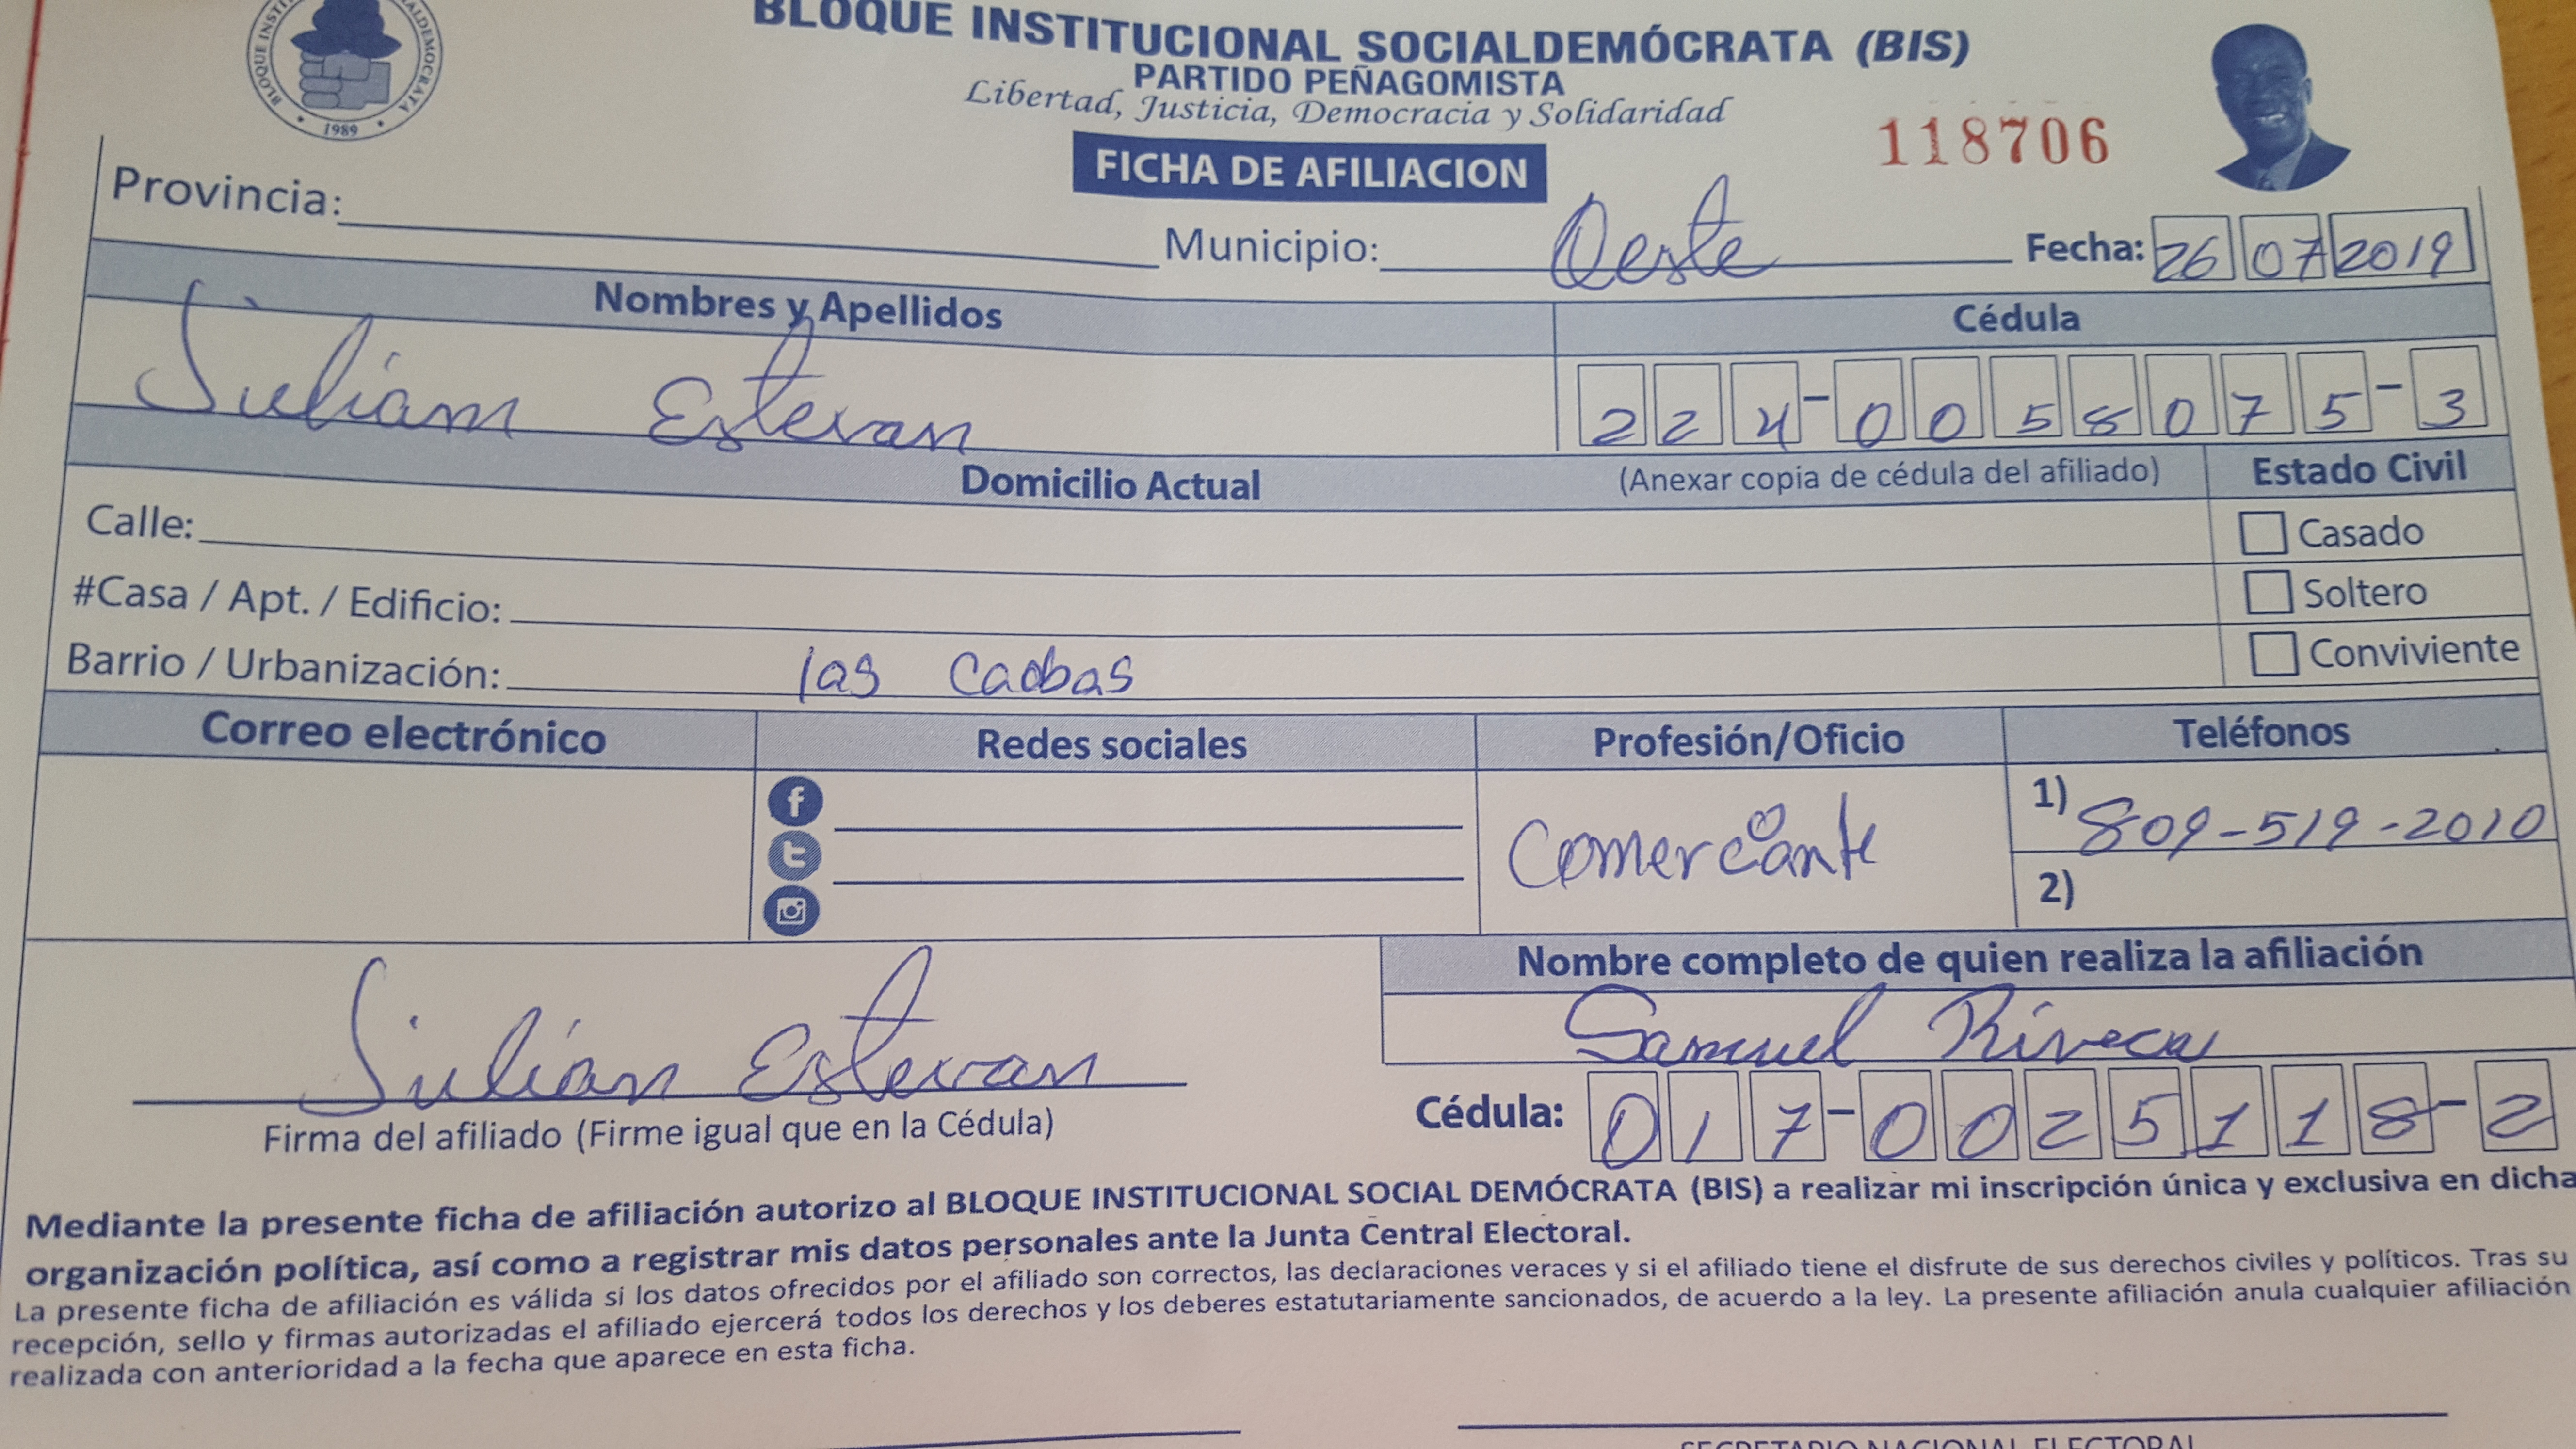 BLOQUE INSTITUCIONAL SOCIALDEMÓCRATA (BIS)
PARTIDO PEÑAGOMISTA
Libertad, Justicia, Democracia y Solidaridad
1989
118706
FICHA DE AFILIACION
Provincia: Municipio: Oeste Fecha: 26 07 2019
Nombres y Apellidos Cédula
Juliam Estevan 224-0058075-3
Domicilio Actual (Anexar copia de cédula del afiliado) Estado Civil
Calle: Casado
#Casa / Apt. / Edificio: Soltero
Barrio / Urbanización: las caobas Conviviente
Correo electrónico Redes sociales Profesión/Oficio Teléfonos
Comerciante
1) 809-519-2010
2)
Nombre completo de quien realiza la afiliación
Samuel Rivera
Julian Estevan
Firma del afiliado (Firme igual que en la Cédula)
Cédula: 017-0025118-2
Mediante la presente ficha de afiliación autorizo al BLOQUE INSTITUCIONAL SOCIAL DEMÓCRATA (BIS) a realizar mi inscripción única y exclusiva en dicha
organización política, así como a registrar mis datos personales ante la Junta Central Electoral.
La presente ficha de afiliación es válida si los datos ofrecidos por el afiliado son correctos, las declaraciones veraces y si el afiliado tiene el disfrute de sus derechos civiles y políticos. Tras su
recepción, sello y firmas autorizadas el afiliado ejercerá todos los derechos y los deberes estatutariamente sancionados, de acuerdo a la ley. La presente afiliación anula cualquier afiliación
realizada con anterioridad a la fecha que aparece en esta ficha.
SECRETARIO NACIONAL ELECTORAL